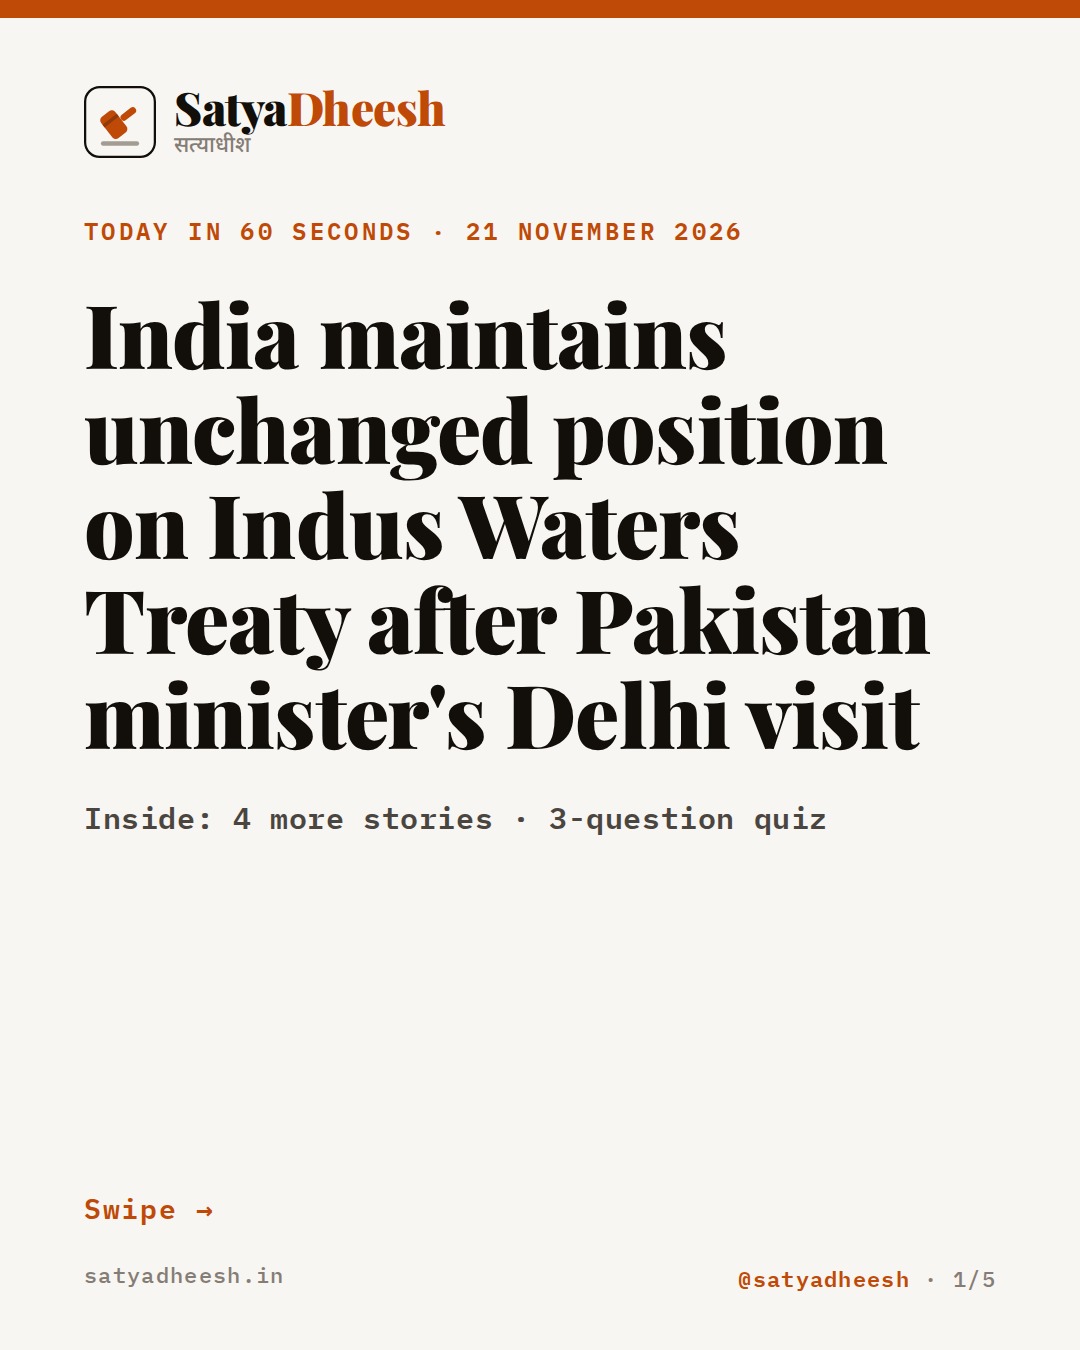 SatyaDheesh
सत्याधीश
TODAY IN 60 SECONDS · 21 NOVEMBER 2026
India maintains
unchanged position
on Indus Waters
Treaty after Pakistan
minister's Delhi visit
Inside: 4 more stories · 3-question quiz
Swipe →
satyadheesh.in
@satyadheesh · 1/5